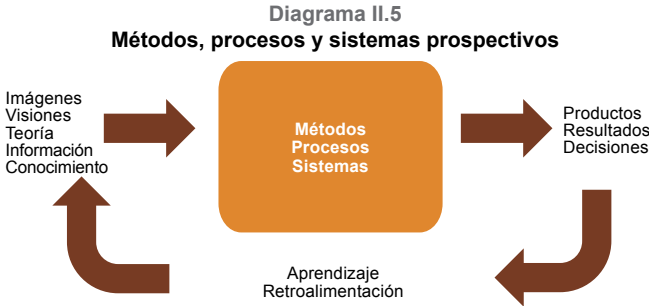 Diagrama II.5
Métodos, procesos y sistemas prospectivos
Imágenes
Visiones
Teoría
Información
Conocimiento
Métodos
Procesos
Sistemas
Productos
Resultados
Decisiones
Aprendizaje
Retroalimentación